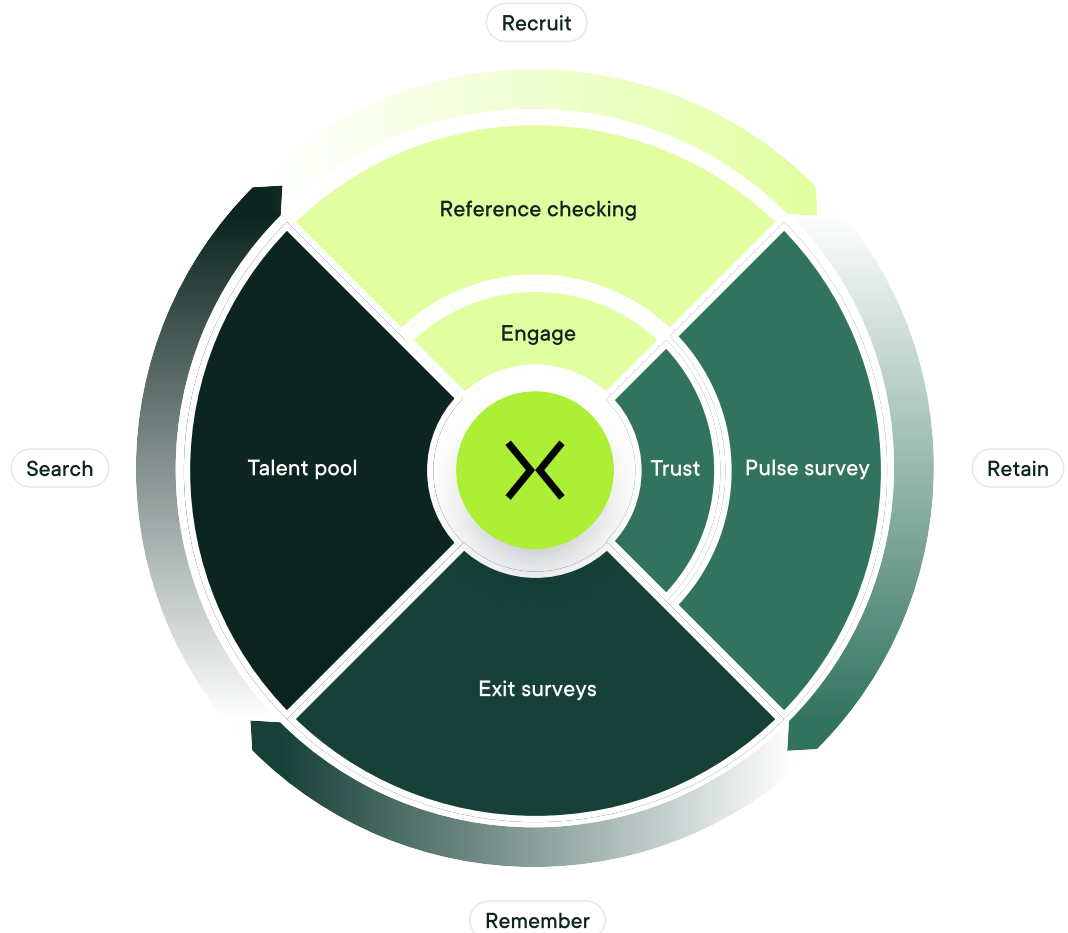 Recruit
Reference checking
Engage
Search
Talent pool
Trust
Pulse survey
Retain
Exit surveys
Remember